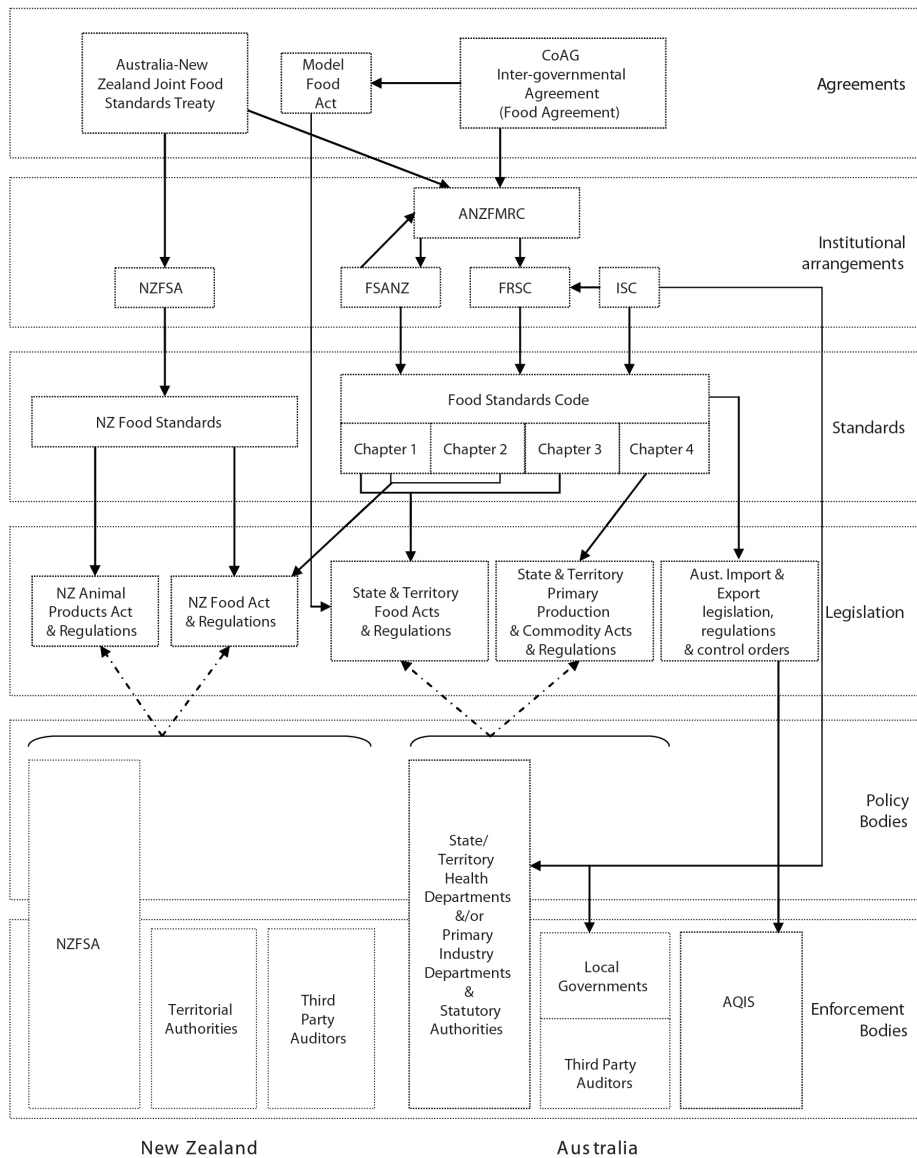 Australia-New
Zealand Joint Food
Standards Treaty
Model
Food
Act
CoAG
Inter-governmental
Agreement
(Food Agreement)
Agreements
ANZFMRC
Institutional
arrangements
NZFSA
FSANZ
FRSC
ISC
NZ Food Standards
Food Standards Code
Chapter 1
Chapter 2
Chapter 3
Chapter 4
Standards
NZ Animal
Products Act
& Regulations
NZ Food Act
& Regulations
State & Territory
Food Acts
& Regulations
State & Territory
Primary
Production
& Commodity Acts
& Regulations
Aust. Import &
Export
legislation,
regulations
& control orders
Legislation
Policy
Bodies
NZFSA
Territorial
Authorities
Third
Party
Auditors
State/
Territory
Health
Departments
&/or
Primary
Industry
Departments
&
Statutory
Authorities
Local
Governments
Third Party
Auditors
AQIS
Enforcement
Bodies
New Zealand
Australia